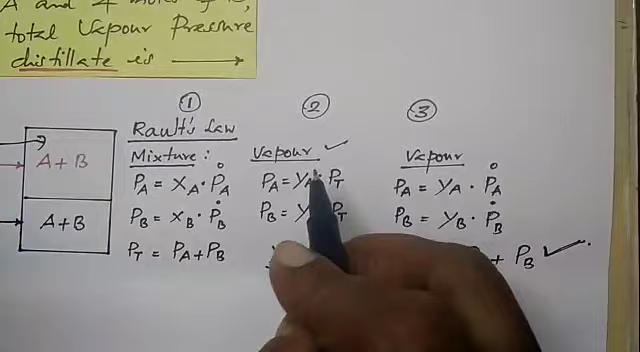 A and 4 moles of B,
total Vapour Pressure
distillate is ⟶
①
Rault's Law
Mixture :
P_A = x_A . P°_A
P_B = x_B . P°_B
P_T = P_A + P_B
②
Vapour ✓
P_A = y_A . P_T
P_B = y P_T
③
Vapour
P_A = y_A . P°_A
P_B = y_B . P°_B
+ P_B ✓
A + B
A + B